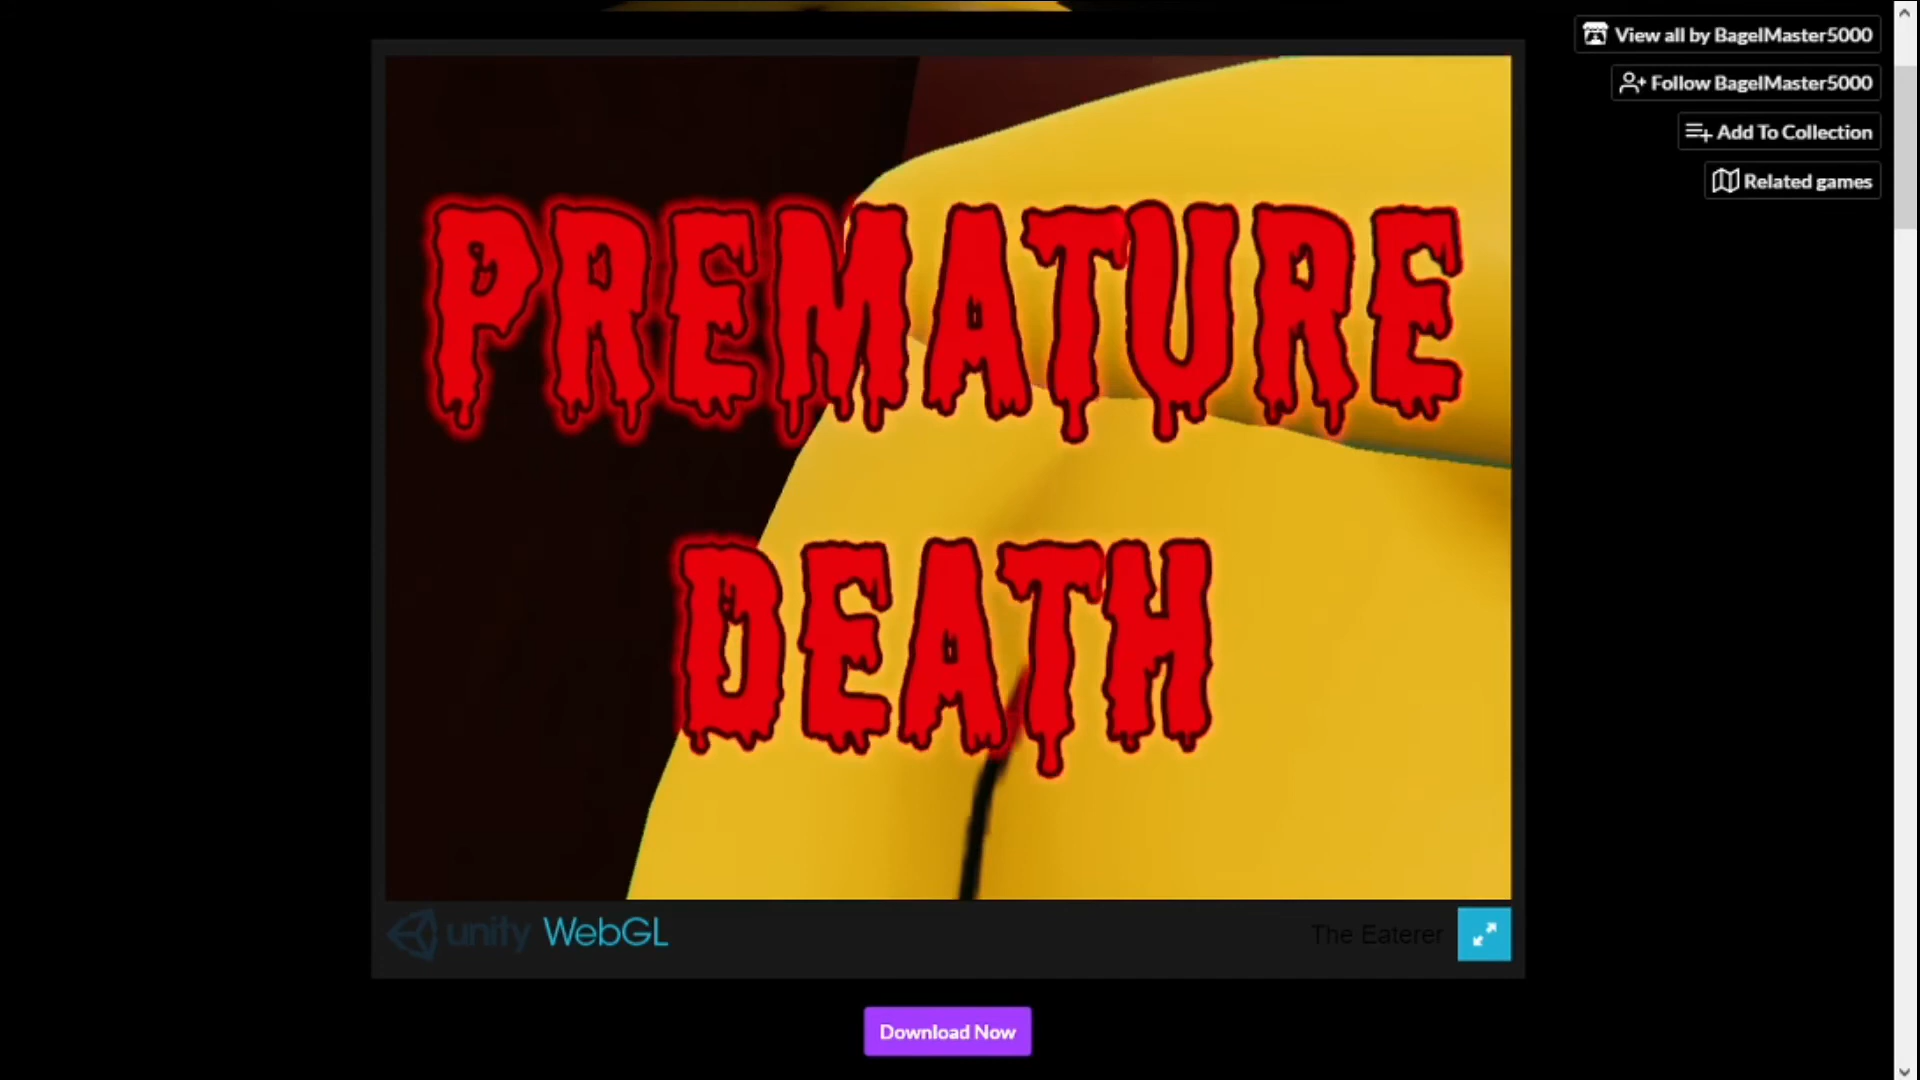 View all by BagelMaster5000
Follow BagelMaster5000
Add To Collection
Related games
PREMATURE
DEATH
unity WebGL
The Eaterer
Download Now